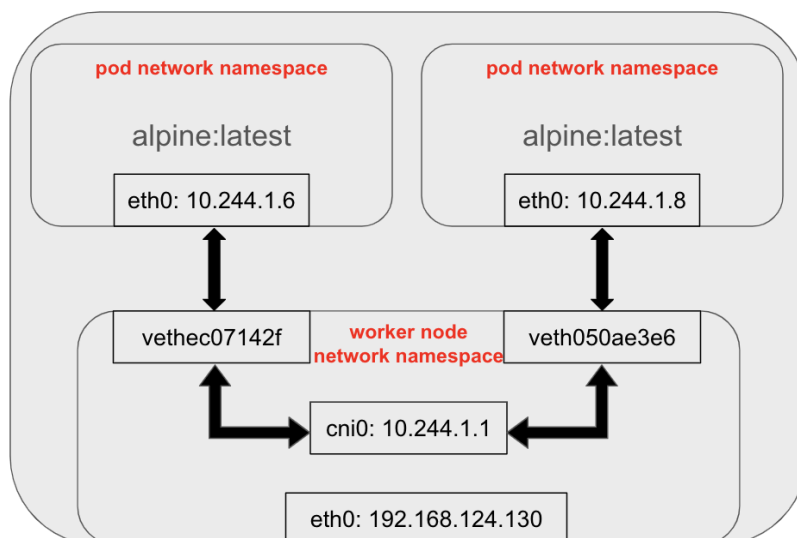 pod network namespace
pod network namespace
alpine:latest
alpine:latest
eth0: 10.244.1.6
eth0: 10.244.1.8
vethec07142f
worker node
network namespace
veth050ae3e6
cni0: 10.244.1.1
eth0: 192.168.124.130